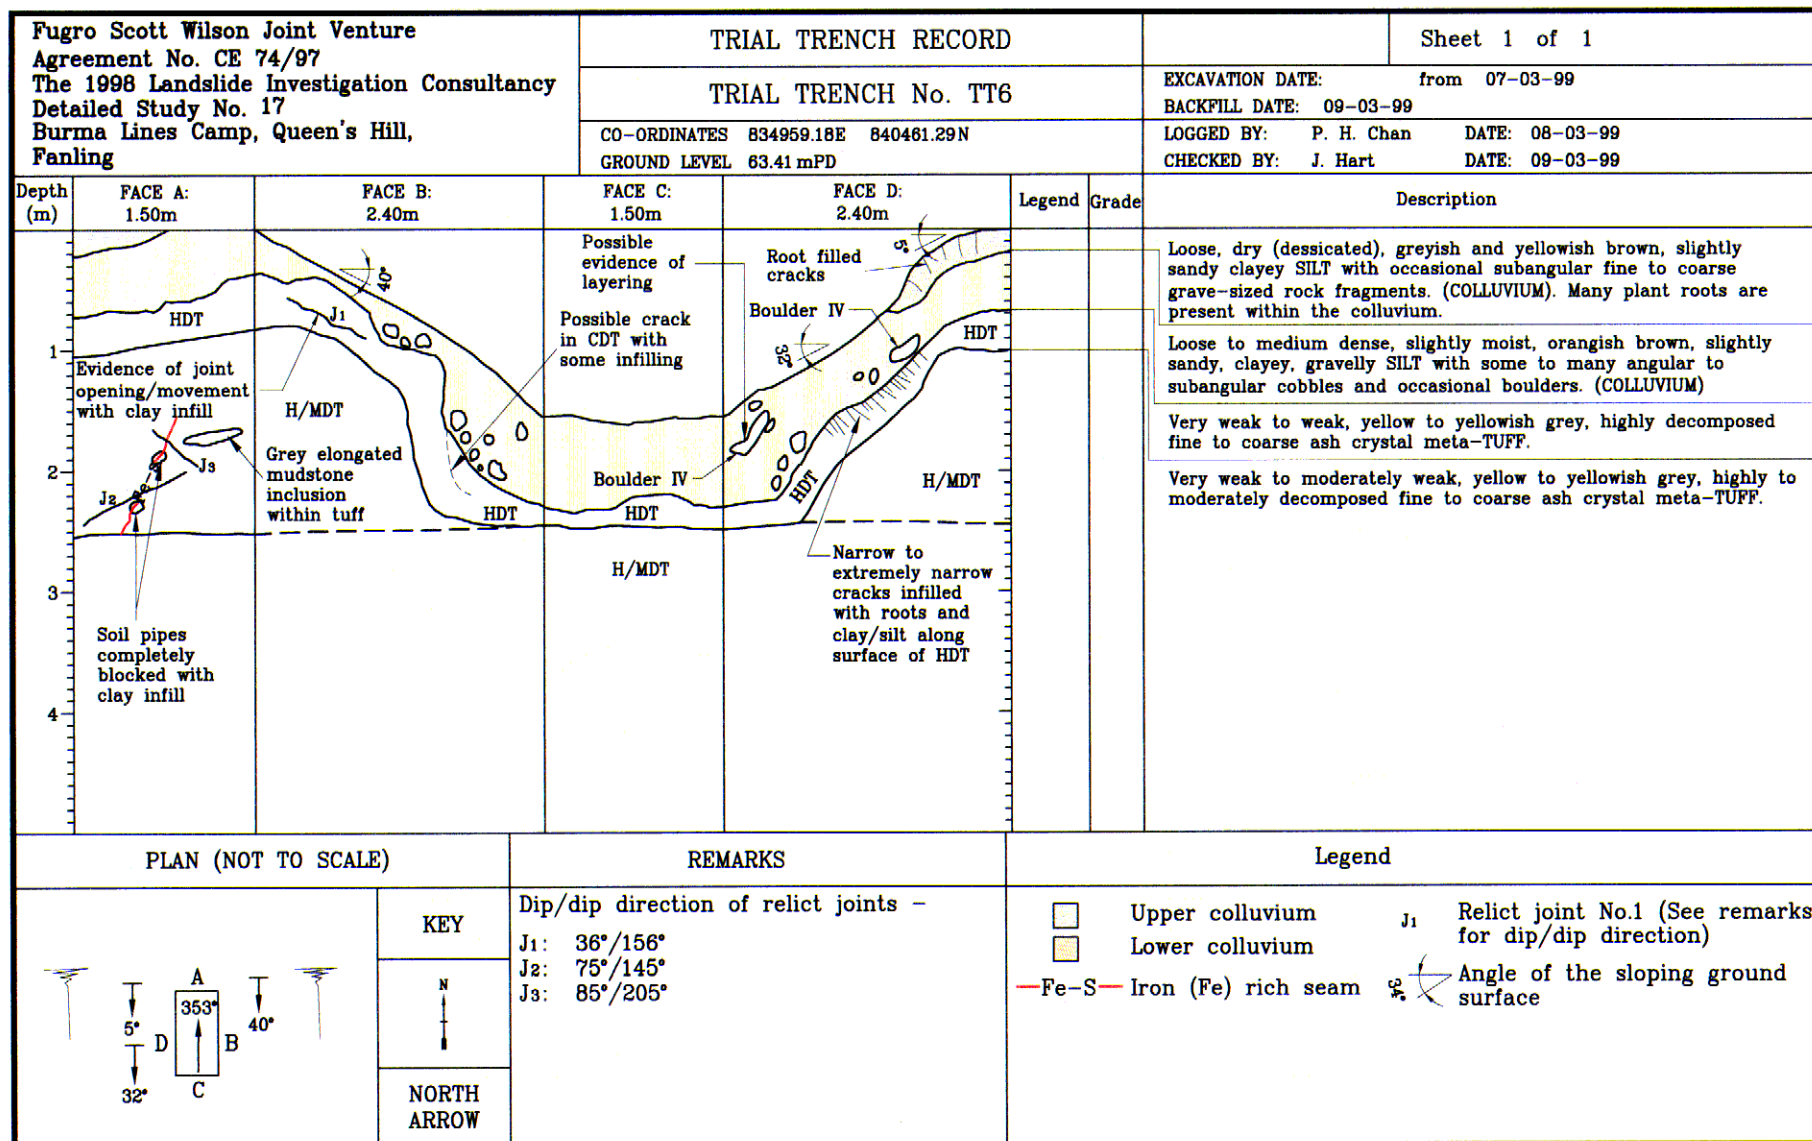 Fugro Scott Wilson Joint Venture
Agreement No. CE 74/97
The 1998 Landslide Investigation Consultancy
Detailed Study No. 17
Burma Lines Camp, Queen's Hill,
Fanling
TRIAL TRENCH RECORD
TRIAL TRENCH No. TT6
CO-ORDINATES 834959.18E 840461.29N
GROUND LEVEL 63.41 mPD
Sheet 1 of 1
EXCAVATION DATE: from 07-03-99
BACKFILL DATE: 09-03-99
LOGGED BY: P. H. Chan DATE: 08-03-99
CHECKED BY: J. Hart DATE: 09-03-99
Depth
(m)
FACE A:
1.50m
FACE B:
2.40m
FACE C:
1.50m
FACE D:
2.40m
Legend
Grade
Description
1
2
3
4
HDT
Evidence of joint
opening/movement
with clay infill
J3
J2
Fe-S
Soil pipes
completely
blocked with
clay infill
40°
J1
H/MDT
Grey elongated
mudstone
inclusion
within tuff
HDT
Possible crack
in CDT with
some infilling
Possible
evidence of
layering
Boulder IV
HDT
H/MDT
Root filled
cracks
5°
Boulder IV
32°
HDT
HDT
H/MDT
Narrow to
extremely narrow
cracks infilled
with roots and
clay/silt along
surface of HDT
Loose, dry (dessicated), greyish and yellowish brown, slightly
sandy clayey SILT with occasional subangular fine to coarse
grave-sized rock fragments. (COLLUVIUM). Many plant roots are
present within the colluvium.
Loose to medium dense, slightly moist, orangish brown, slightly
sandy, clayey, gravelly SILT with some to many angular to
subangular cobbles and occasional boulders. (COLLUVIUM)
Very weak to weak, yellow to yellowish grey, highly decomposed
fine to coarse ash crystal meta-TUFF.
Very weak to moderately weak, yellow to yellowish grey, highly to
moderately decomposed fine to coarse ash crystal meta-TUFF.
PLAN (NOT TO SCALE)
A
353°
5°
40°
D
B
32°
C
KEY
N
NORTH
ARROW
REMARKS
Dip/dip direction of relict joints -
J1: 36°/156°
J2: 75°/145°
J3: 85°/205°
Legend
Upper colluvium
Lower colluvium
Fe-S Iron (Fe) rich seam
J1 Relict joint No.1 (See remarks
for dip/dip direction)
34° Angle of the sloping ground
surface